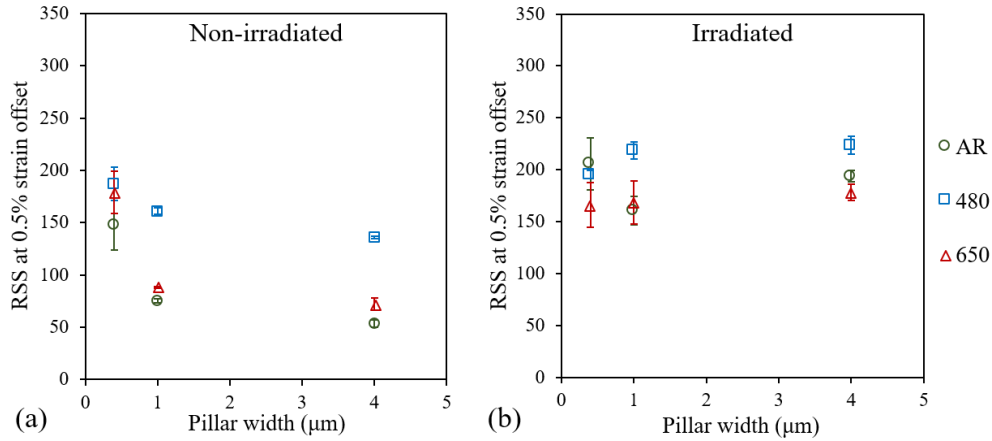 Non-irradiated
RSS at 0.5% strain offset
350
300
250
200
150
100
50
0
0 1 2 3 4 5
Pillar width (μm)
(a)
Irradiated
RSS at 0.5% strain offset
350
300
250
200
150
100
50
0
0 1 2 3 4 5
Pillar width (μm)
(b)
AR
480
650